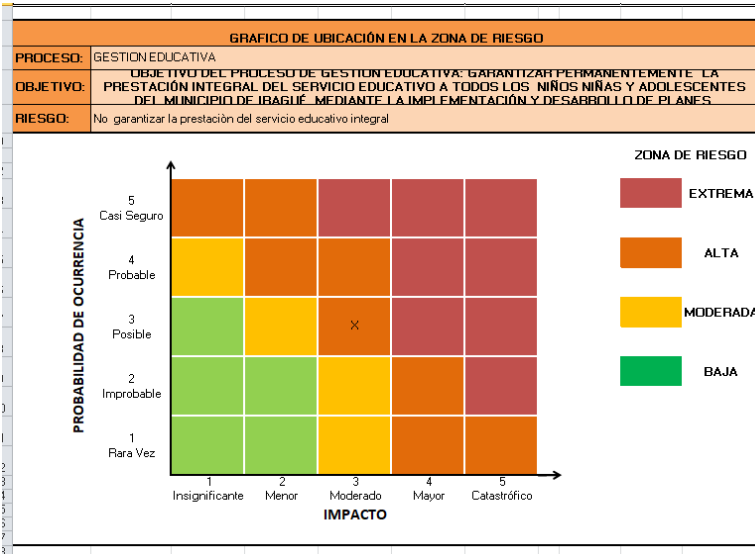 GRAFICO DE UBICACIÓN EN LA ZONA DE RIESGO
PROCESO: GESTION EDUCATIVA
OBJETIVO: OBJETIVO DEL PROCESO DE GESTIÓN EDUCATIVA: GARANTIZAR PERMANENTEMENTE LA
PRESTACIÓN INTEGRAL DEL SERVICIO EDUCATIVO A TODOS LOS NIÑOS NIÑAS Y ADOLESCENTES
DEL MUNICIPIO DE IBAGUÉ MEDIANTE LA IMPLEMENTACIÓN Y DESARROLLO DE PLANES
RIESGO: No garantizar la prestaciòn del servicio educativo integral
ZONA DE RIESGO
EXTREMA
ALTA
MODERADA
BAJA
PROBABILIDAD DE OCURRENCIA
5
Casi Seguro
4
Probable
3
Posible
X
2
Improbable
1
Rara Vez
1 2 3 4 5
Insignificante Menor Moderado Mayor Catastrófico
IMPACTO